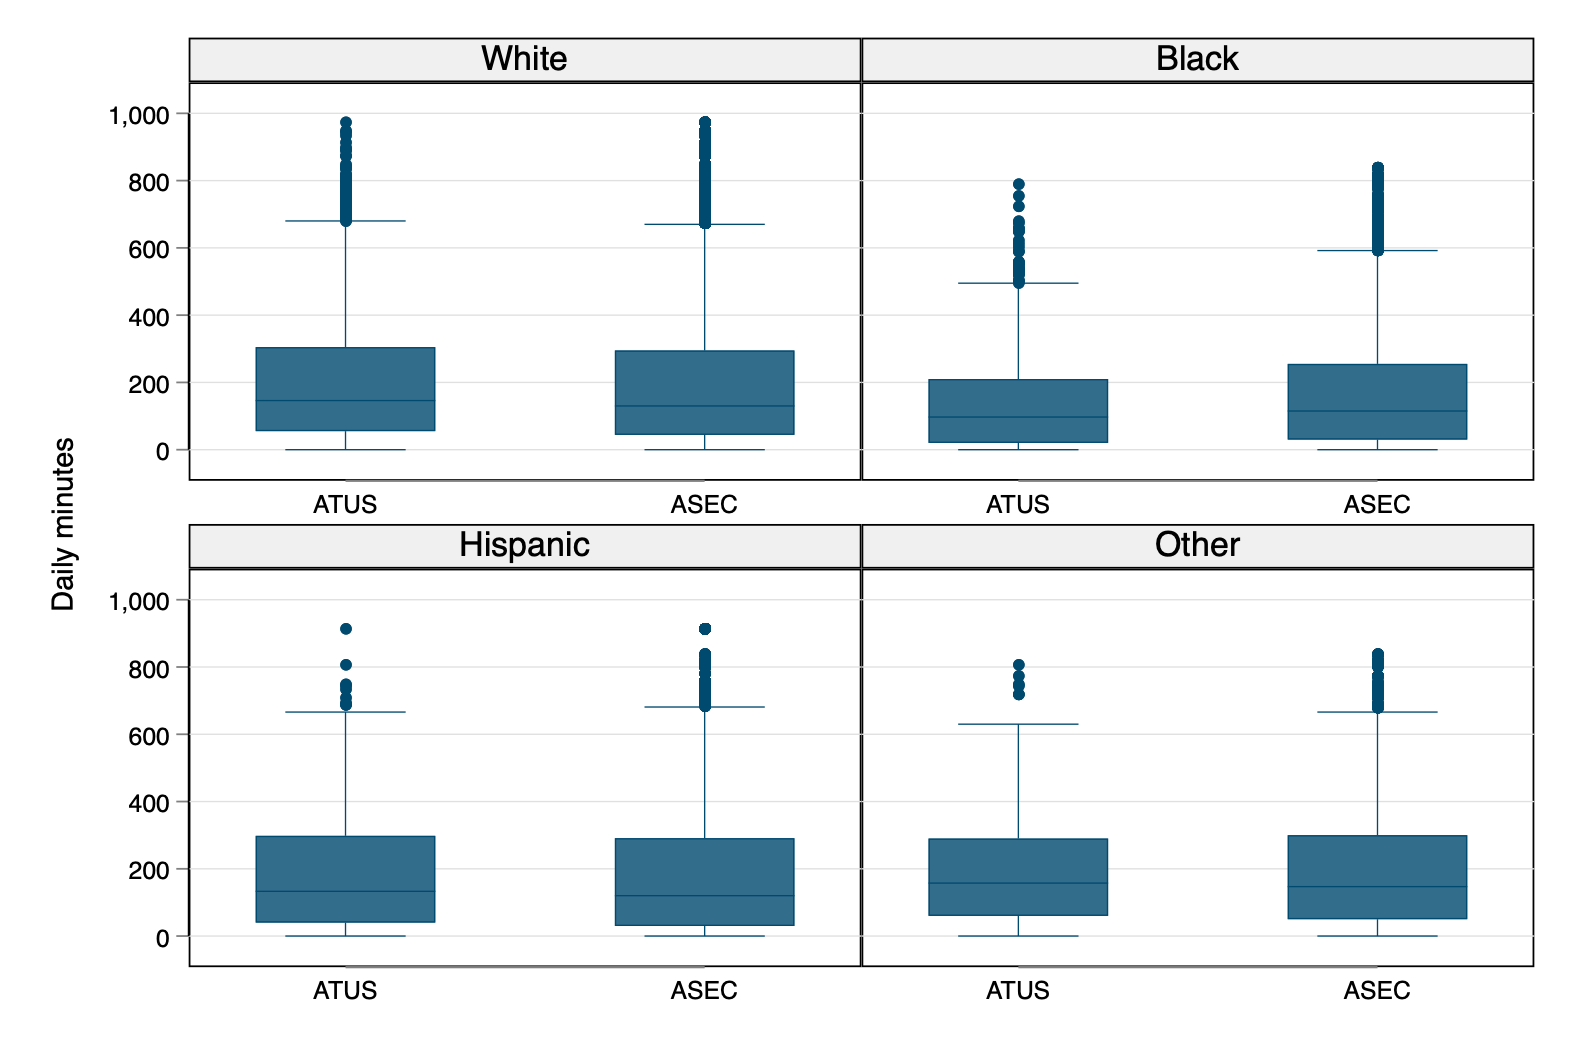 Daily minutes
White
Black
1,000
800
600
400
200
0
ATUS
ASEC
ATUS
ASEC
Hispanic
Other
1,000
800
600
400
200
0
ATUS
ASEC
ATUS
ASEC